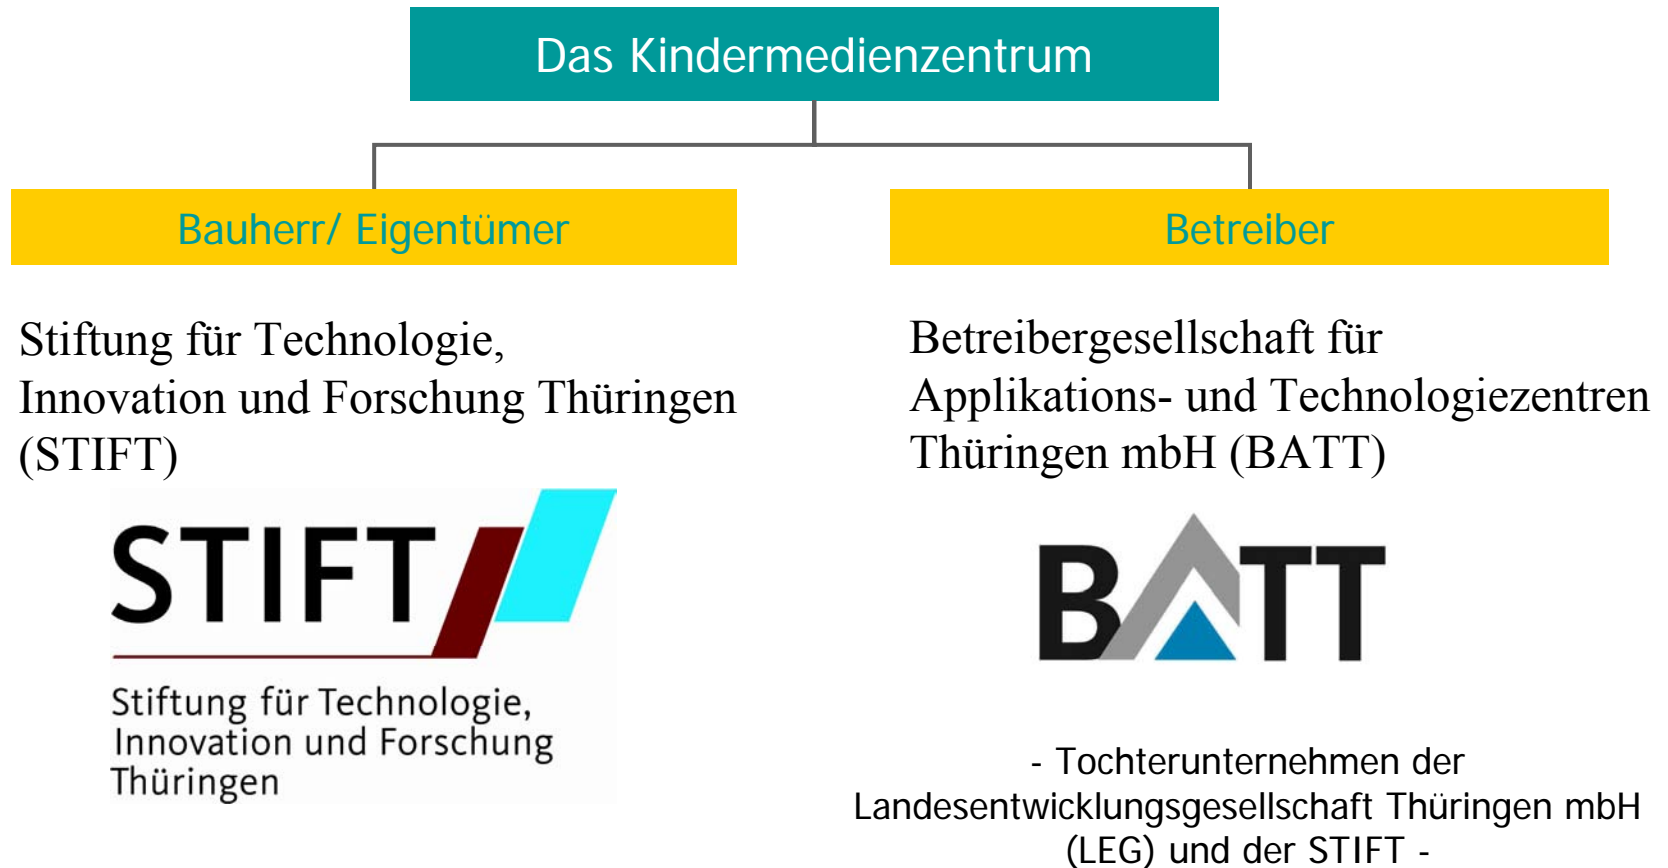 Das Kindermedienzentrum
Bauherr/ Eigentümer
Stiftung für Technologie,
Innovation und Forschung Thüringen
(STIFT)
STIFT
Stiftung für Technologie,
Innovation und Forschung
Thüringen
Betreiber
Betreibergesellschaft für
Applikations- und Technologiezentren
Thüringen mbH (BATT)
BATT
- Tochterunternehmen der
Landesentwicklungsgesellschaft Thüringen mbH
(LEG) und der STIFT -